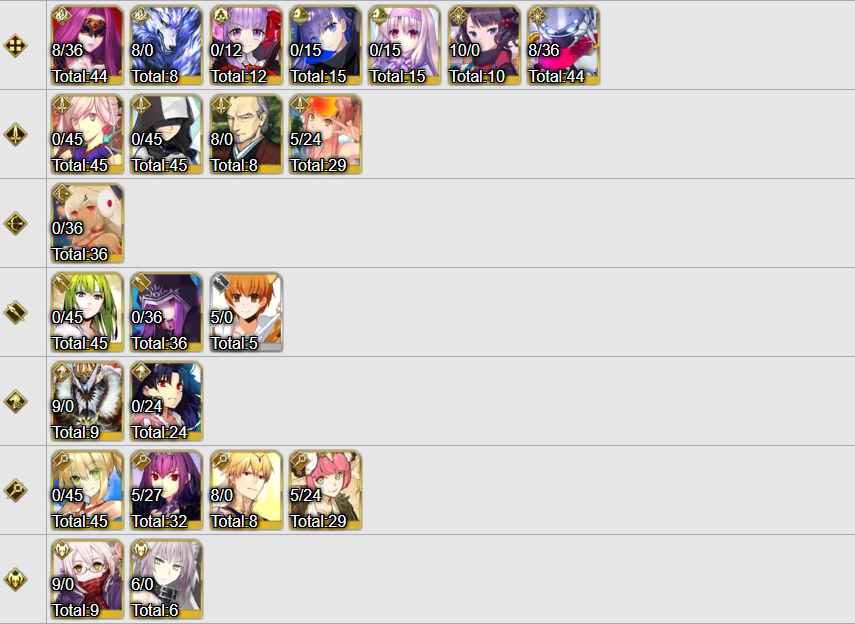 8/36 8/0 0/12 0/15 0/15 10/0 8/36
Total:44 Total:8 Total:12 Total:15 Total:15 Total:10 Total:44
0/45 0/45 8/0 5/24
Total:45 Total:45 Total:8 Total:29
0/36
Total:36
0/45 0/36 5/0
Total:45 Total:36 Total:5
9/0 0/24
Total:9 Total:24
0/45 5/27 8/0 5/24
Total:45 Total:32 Total:8 Total:29
9/0 6/0
Total:9 Total:6